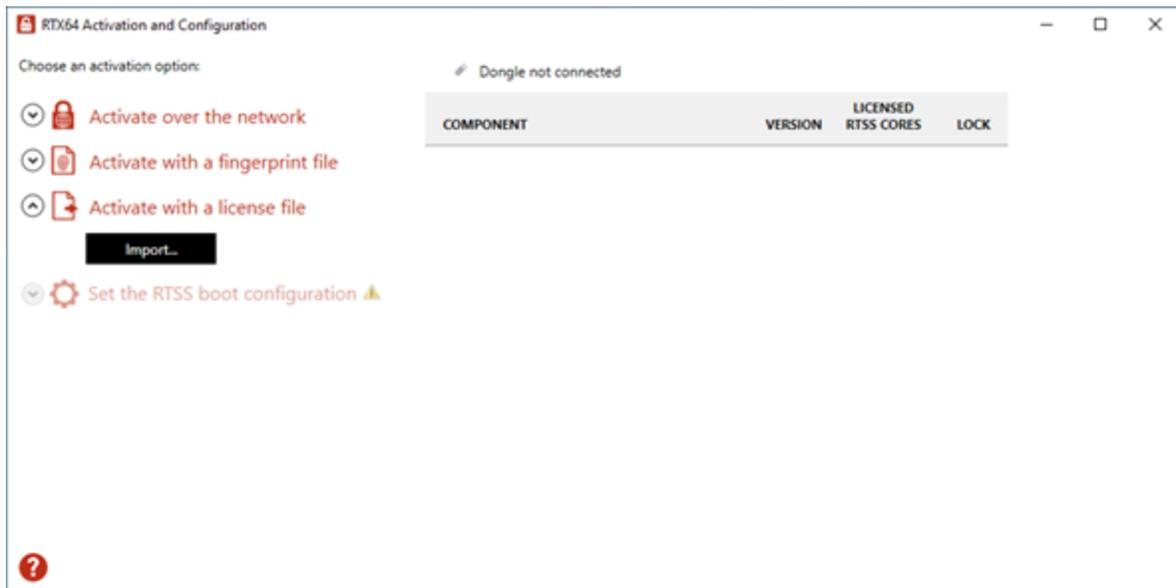 RTX64 Activation and Configuration
Choose an activation option:
Activate over the network
Activate with a fingerprint file
Activate with a license file
Import...
Set the RTSS boot configuration
Dongle not connected
COMPONENT
VERSION
LICENSED
RTSS CORES
LOCK
?